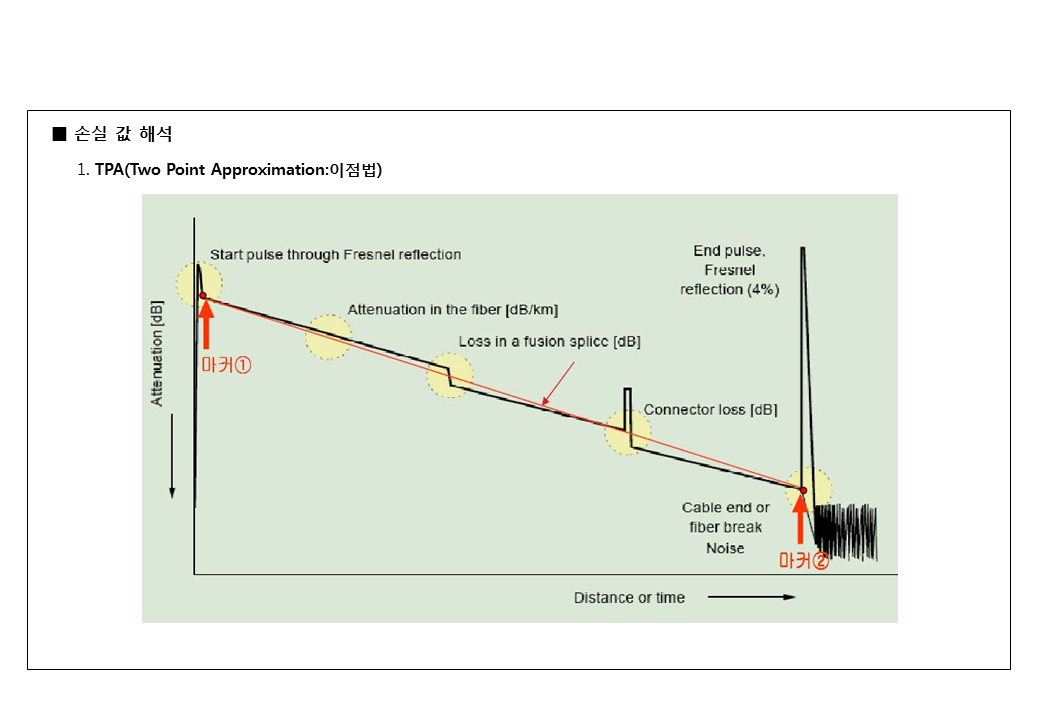 ■ 손실 값 해석
1. TPA(Two Point Approximation:이점법)
Start pulse through Fresnel reflection
End pulse,
Fresnel
reflection (4%)
Attenuation in the fiber [dB/km]
Loss in a fusion splicc [dB]
마커①
Attenuation [dB]
Connector loss [dB]
Cable end or
fiber break
Noise
마커②
Distance or time